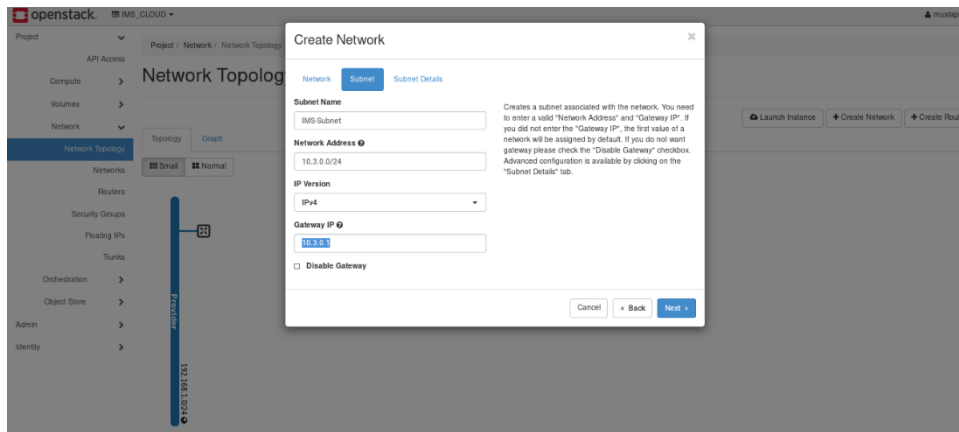 openstack.
IMS_CLOUD
Project
API Access
Compute
Volumes
Network
Network Topology
Networks
Routers
Security Groups
Floating IPs
Trunks
Orchestration
Object Store
Admin
Identity
Project / Network / Network Topology
Network Topolog
Topology
Graph
Small
Normal
Provider
192.168.1.0/24
Launch Instance
+ Create Network
+ Create Rou
Create Network
×
Network
Subnet
Subnet Details
Subnet Name
IMS-Subnet
Network Address
10.3.0.0/24
IP Version
IPv4
Gateway IP
10.3.0.1
Disable Gateway
Creates a subnet associated with the network. You need
to enter a valid "Network Address" and "Gateway IP". If
you did not enter the "Gateway IP", the first value of a
network will be assigned by default. If you do not want
gateway please check the "Disable Gateway" checkbox.
Advanced configuration is available by clicking on the
"Subnet Details" tab.
Cancel
« Back
Next »